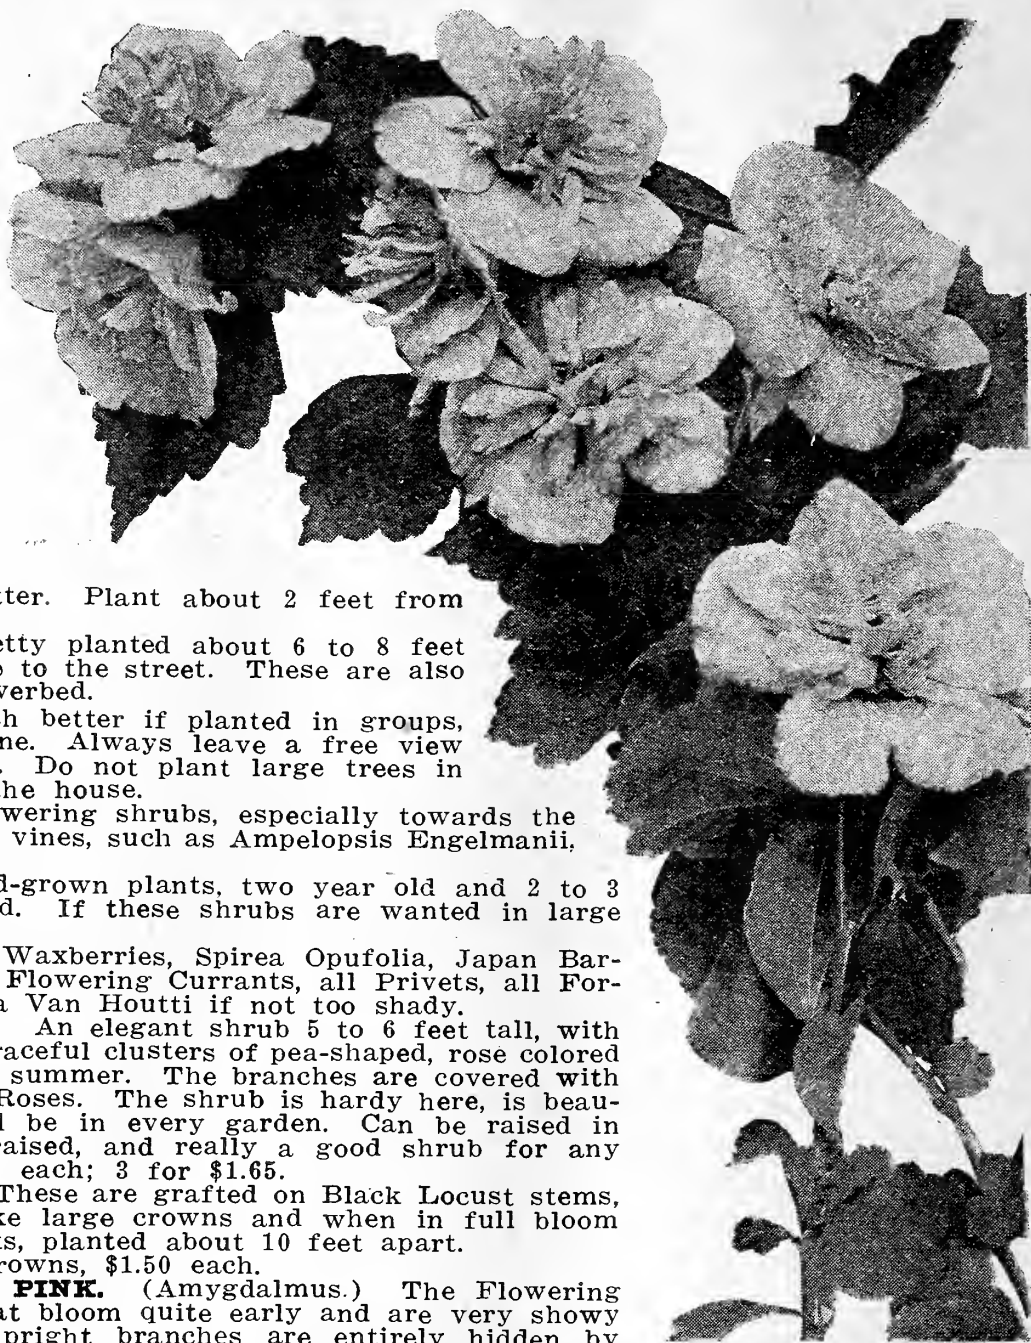 tter. Plant about 2 feet from
etty planted about 6 to 8 feet
to the street. These are also
verbed.
h better if planted in groups,
ne. Always leave a free view
. Do not plant large trees in
he house.
wering shrubs, especially towards the
vines, such as Ampelopsis Engelmanii,
d-grown plants, two year old and 2 to 3
d. If these shrubs are wanted in large
Waxberries, Spirea Opufolia, Japan Bar-
Flowering Currants, all Privets, all For-
a Van Houtti if not too shady.
An elegant shrub 5 to 6 feet tall, with
raceful clusters of pea-shaped, rose colored
summer. The branches are covered with
Roses. The shrub is hardy here, is beau-
l be in every garden. Can be raised in
raised, and really a good shrub for any
each; 3 for $1.65.
These are grafted on Black Locust stems,
ke large crowns and when in full bloom
ts, planted about 10 feet apart.
rowns, $1.50 each.
PINK. (Amygdalmus.) The Flowering
at bloom quite early and are very showy
pright branches are entirely hidden by